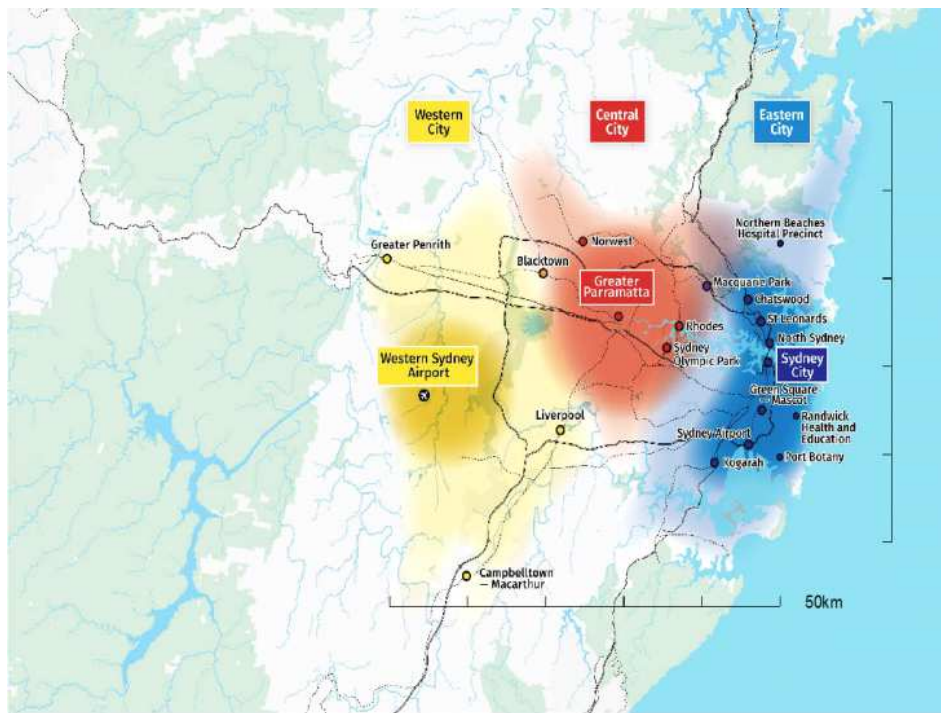 Western
City
Central
City
Eastern
City
Northern Beaches
Hospital Precinct
Greater Penrith
Norwest
Blacktown
Greater
Parramatta
Macquarie Park
Chatswood
St Leonards
Rhodes
North Sydney
Sydney
Olympic Park
Sydney
City
Western Sydney
Airport
Green Square
— Mascot
Liverpool
Randwick
Health and
Education
Sydney Airport
Port Botany
Kogarah
Campbelltown
— Macarthur
50km